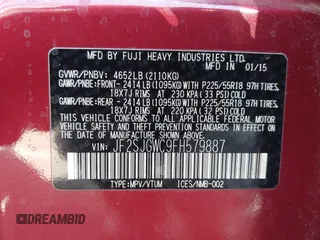 MFD BY FUJI HEAVY INDUSTRIES LTD. 01/15
GVWR/PNBV: 4652LB (2110KG)
GAWR/PNBE:FRONT- 2414 LB(1095KG)WITH P225/55R18 97H TIRES.
18X7J RIMS AT 230 KPA ( 33 PSI) COLD
GAWR/PNBE:REAR - 2414 LB(1095KG)WITH P225/55R18 97H TIRES.
18X7J RIMS AT 220 KPA ( 32 PSI) COLD
THIS VEHICLE CONFORMS TO ALL APPLICABLE FEDERAL MOTOR VEHICLE
SAFETY, BUMPER, AND THEFT PREVENTION STANDARDS IN EFFECT ON THE
DATE OF MANUFACTURE SHOWN ABOVE.
VIN: JF2SJGWC9FH579887
TYPE:MPV/VTUM ICES/NMB-002
DREAMBID